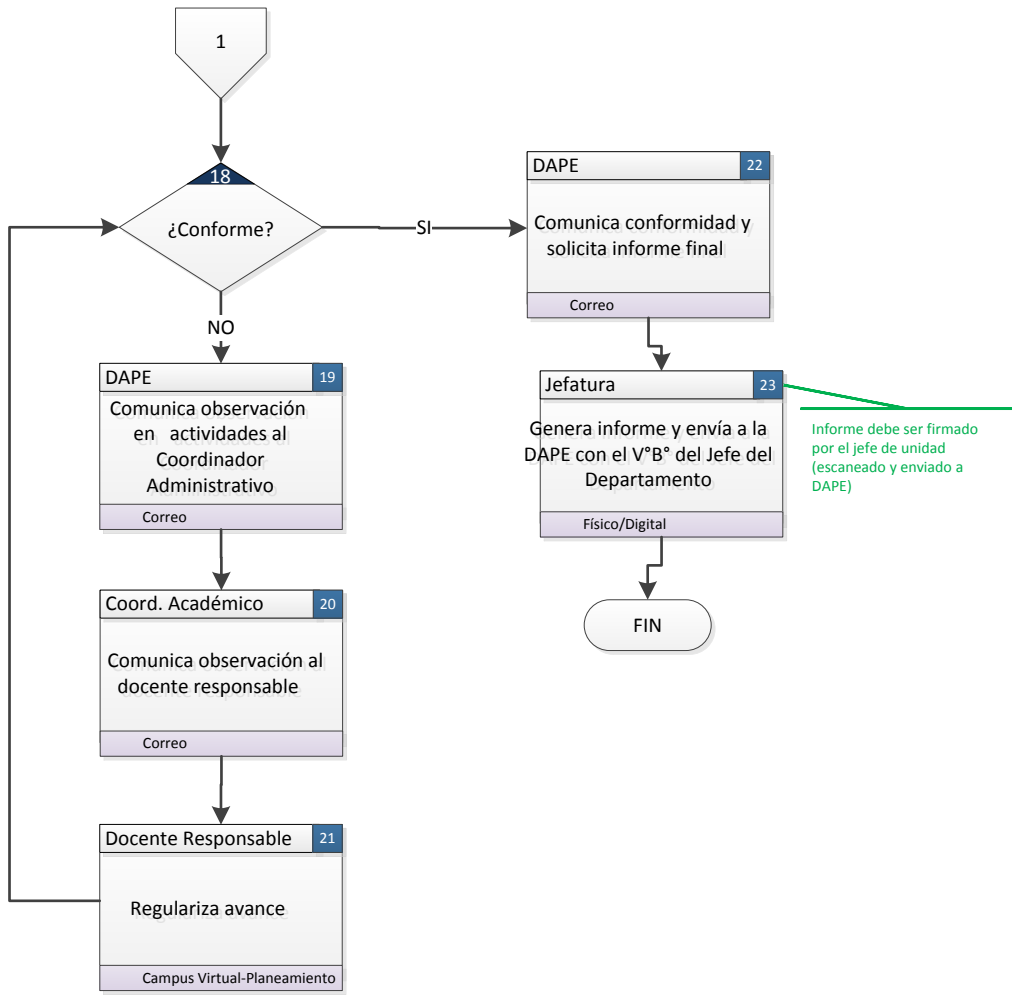 1
18
¿Conforme?
SI
NO
DAPE 22
Comunica conformidad y
solicita informe final
Correo
DAPE 19
Comunica observación
en actividades al
Coordinador
Administrativo
Correo
Jefatura 23
Genera informe y envía a la
DAPE con el V°B° del Jefe del
Departamento
Físico/Digital
Informe debe ser firmado
por el jefe de unidad
(escaneado y enviado a
DAPE)
Coord. Académico 20
Comunica observación al
docente responsable
Correo
FIN
Docente Responsable 21
Regulariza avance
Campus Virtual-Planeamiento